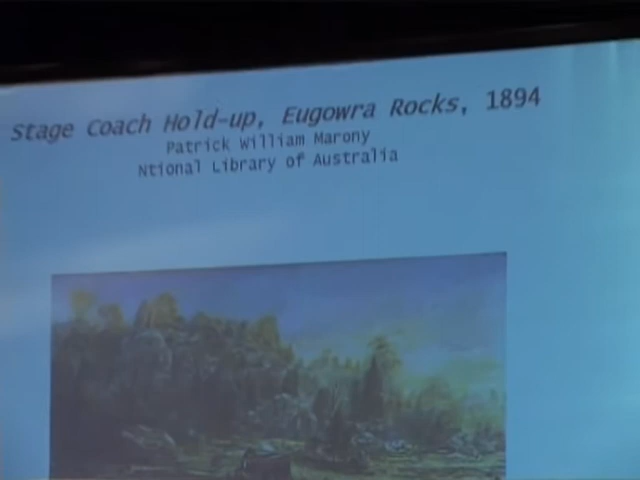 Stage Coach Hold-up, Eugowra Rocks, 1894
Patrick William Marony
Ntional Library of Australia